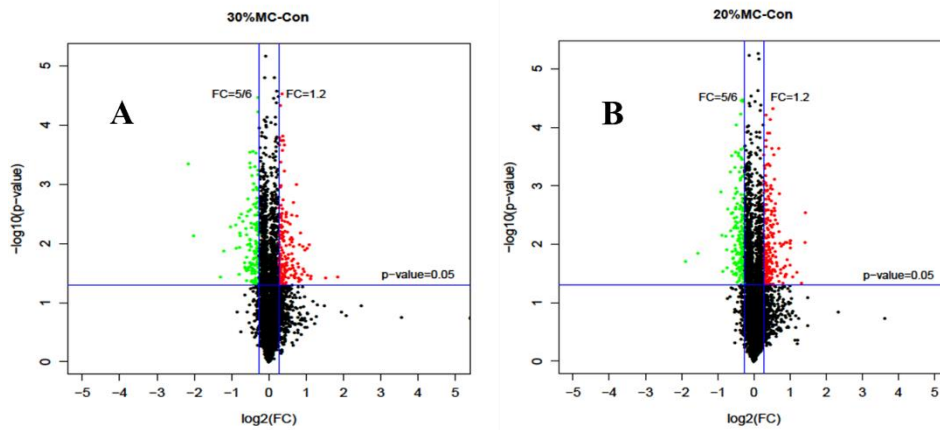 30%MC-Con
A
FC=5/6
FC=1.2
p-value=0.05
-log10(p-value)
0
1
2
3
4
5
-5 -4 -3 -2 -1 0 1 2 3 4 5
log2(FC)
20%MC-Con
B
FC=5/6
FC=1.2
p-value=0.05
-log10(p-value)
0
1
2
3
4
5
-5 -4 -3 -2 -1 0 1 2 3 4 5
log2(FC)